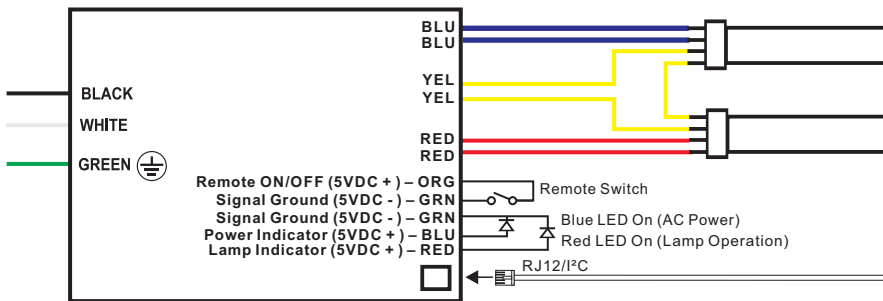 BLU
BLU
YEL
YEL
BLACK
WHITE
GREEN
RED
RED
Remote ON/OFF (5VDC + ) – ORG
Remote Switch
Signal Ground (5VDC - ) – GRN
Signal Ground (5VDC - ) – GRN
Blue LED On (AC Power)
Power Indicator (5VDC + ) – BLU
Red LED On (Lamp Operation)
Lamp Indicator (5VDC + ) – RED
RJ12/I²C